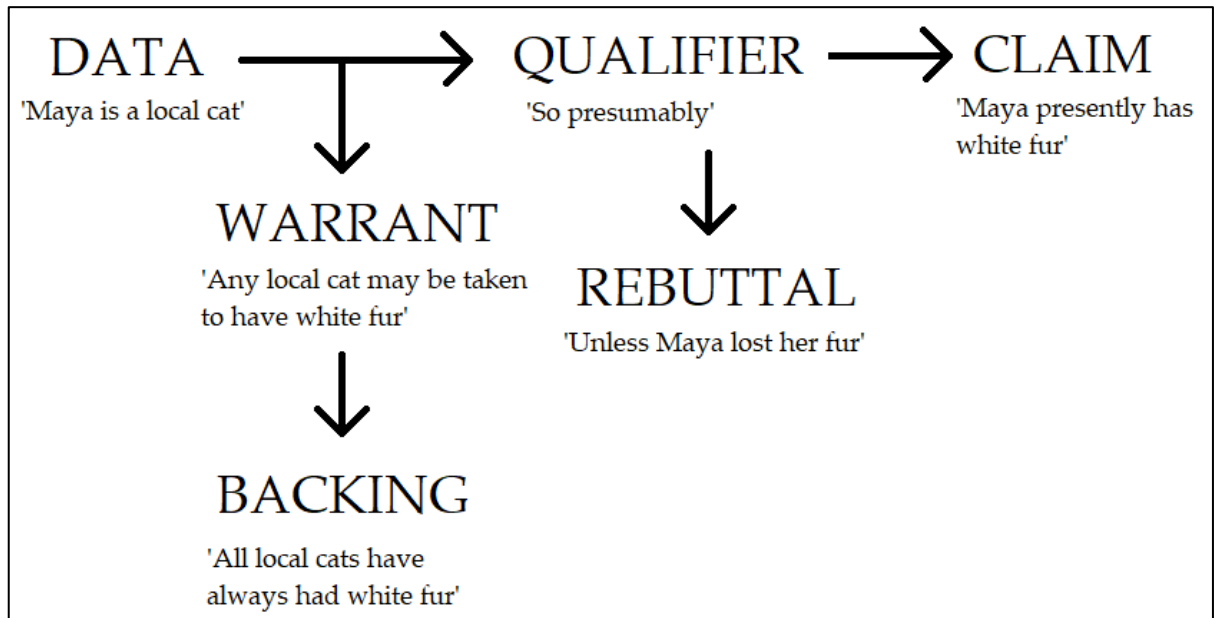 DATA
'Maya is a local cat'
QUALIFIER
'So presumably'
CLAIM
'Maya presently has
white fur'
WARRANT
'Any local cat may be taken
to have white fur'
REBUTTAL
'Unless Maya lost her fur'
BACKING
'All local cats have
always had white fur'